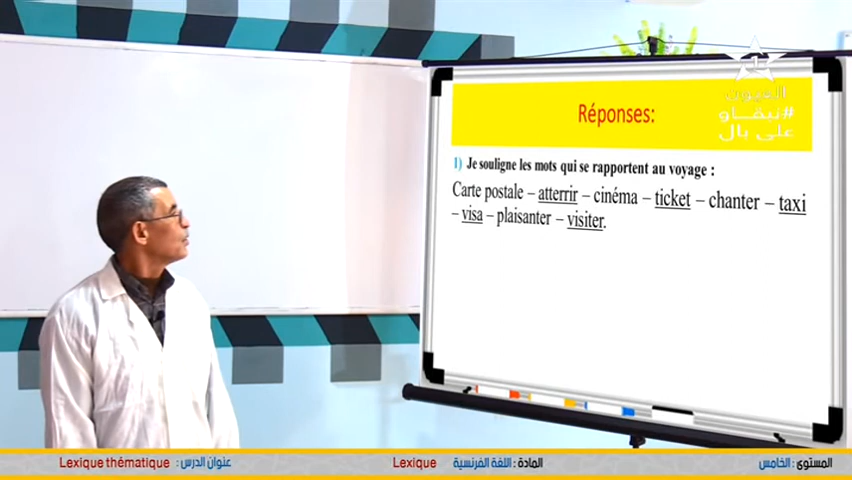 العيون
#نبقاو
على بال
Réponses:
1) Je souligne les mots qui se rapportent au voyage :
Carte postale – atterrir – cinéma – ticket – chanter – taxi
– visa – plaisanter – visiter.
المستوى : الخامس
المادة : اللغة الفرنسية Lexique
عنوان الدرس : Lexique thématique